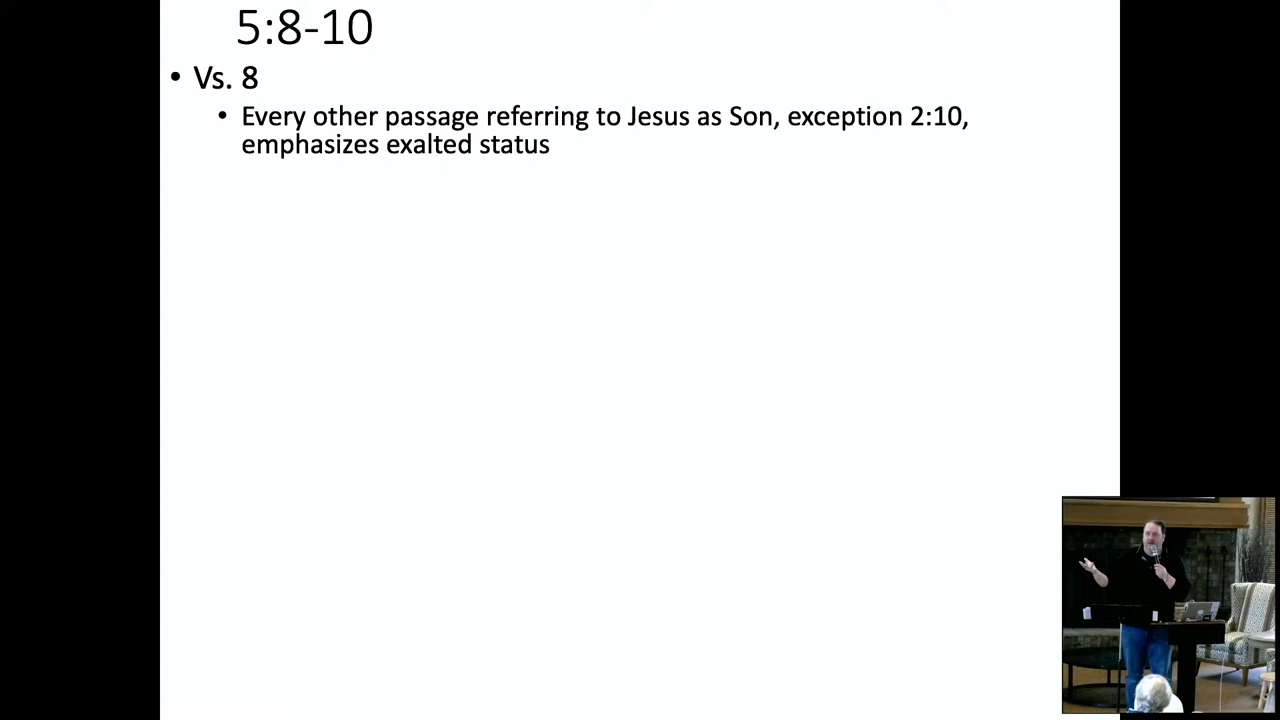 5:8-10
• Vs. 8
• Every other passage referring to Jesus as Son, exception 2:10,
emphasizes exalted status